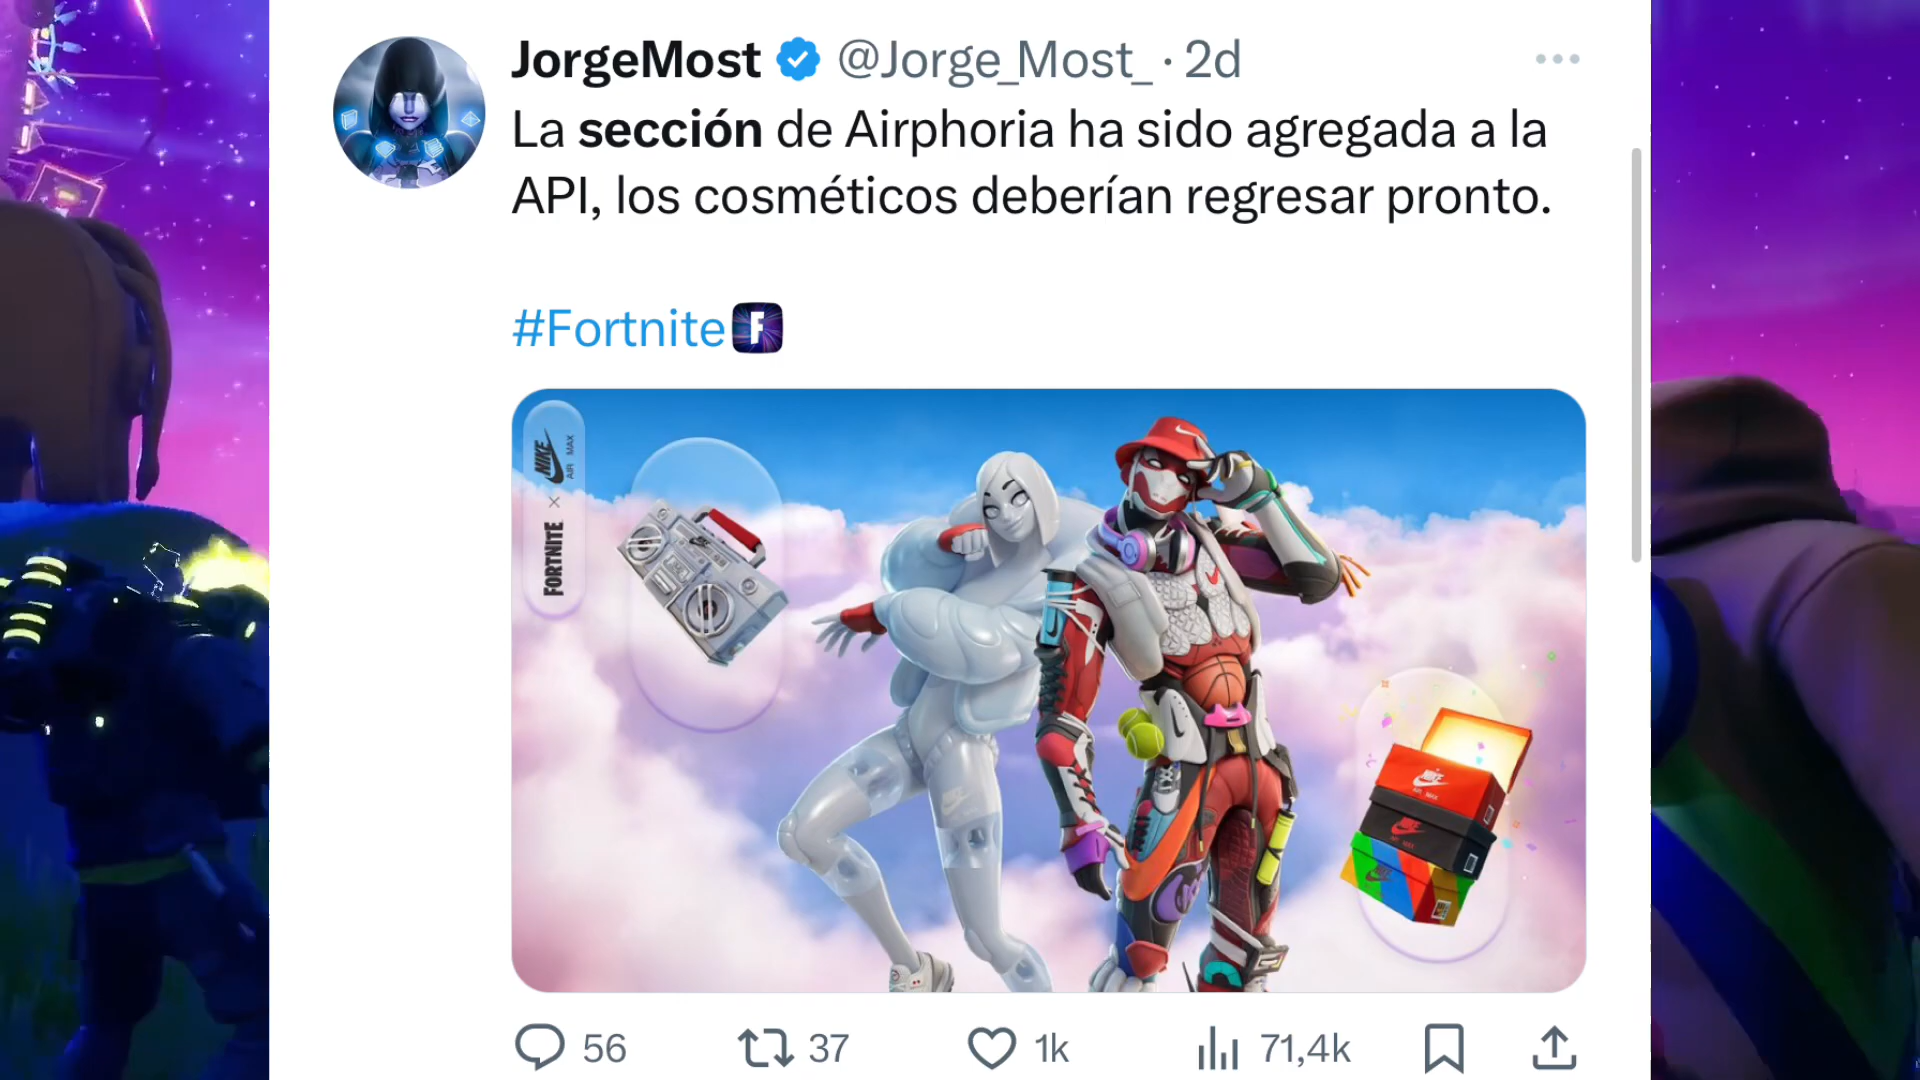 JorgeMost @Jorge_Most_ · 2d
La sección de Airphoria ha sido agregada a la
API, los cosméticos deberían regresar pronto.
#Fortnite F
FORTNITE × NIKE AIR MAX
NIKE
56 37 1k 71,4k